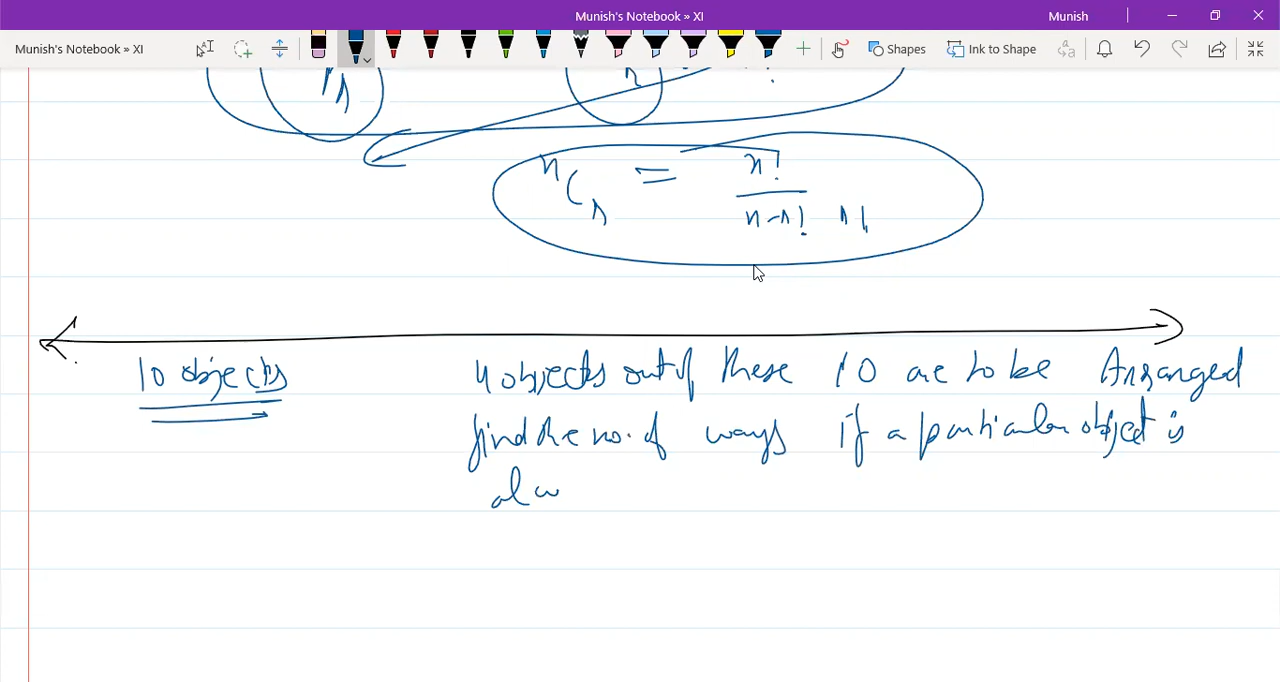 Munish's Notebook » XI
Munish
Munish's Notebook » XI
Shapes
Ink to Shape
nCr = n!
n-r! r!
10 objects
4 objects out of these 10 are to be Arranged
find the no. of ways if a particular object is
alw